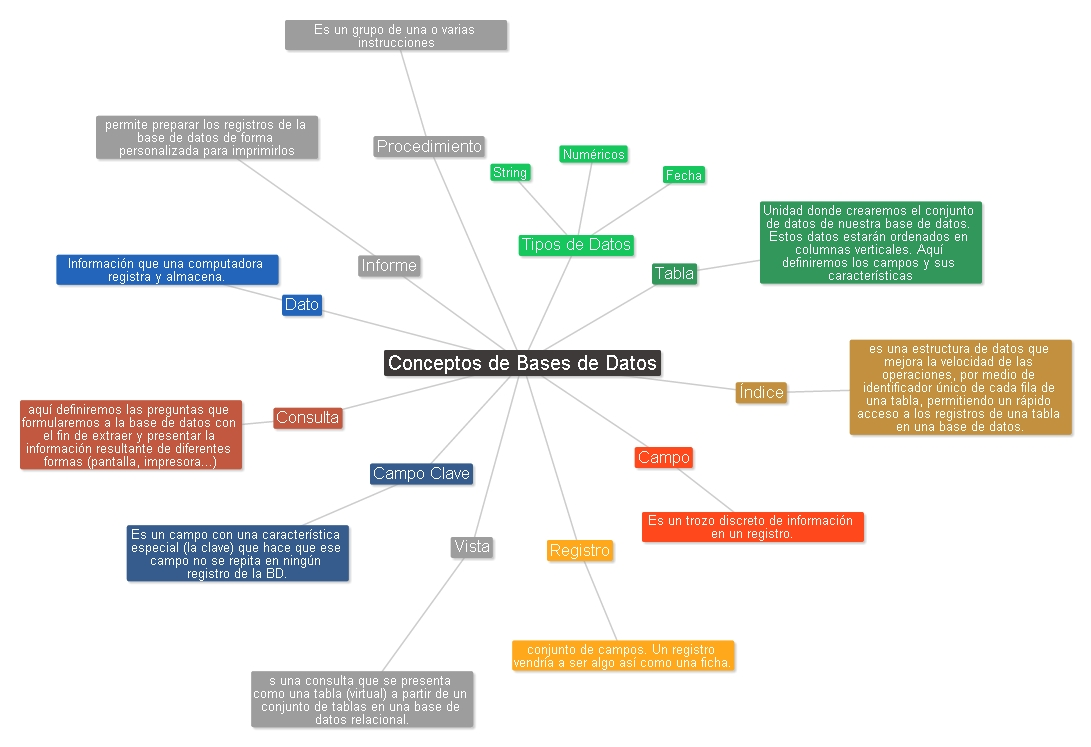 Es un grupo de una o varias
instrucciones
Procedimiento
permite preparar los registros de la
base de datos de forma
personalizada para imprimirlos
Informe
String
Numéricos
Fecha
Tipos de Datos
Unidad donde crearemos el conjunto
de datos de nuestra base de datos.
Estos datos estarán ordenados en
columnas verticales. Aquí
definiremos los campos y sus
características
Tabla
Información que una computadora
registra y almacena.
Dato
Conceptos de Bases de Datos
Índice
es una estructura de datos que
mejora la velocidad de las
operaciones, por medio de
identificador único de cada fila de
una tabla, permitiendo un rápido
acceso a los registros de una tabla
en una base de datos.
aquí definiremos las preguntas que
formularemos a la base de datos con
el fin de extraer y presentar la
información resultante de diferentes
formas (pantalla, impresora...)
Consulta
Campo
Es un trozo discreto de información
en un registro.
Campo Clave
Es un campo con una característica
especial (la clave) que hace que ese
campo no se repita en ningún
registro de la BD.
Vista
s una consulta que se presenta
como una tabla (virtual) a partir de un
conjunto de tablas en una base de
datos relacional.
Registro
conjunto de campos. Un registro
vendría a ser algo así como una ficha.